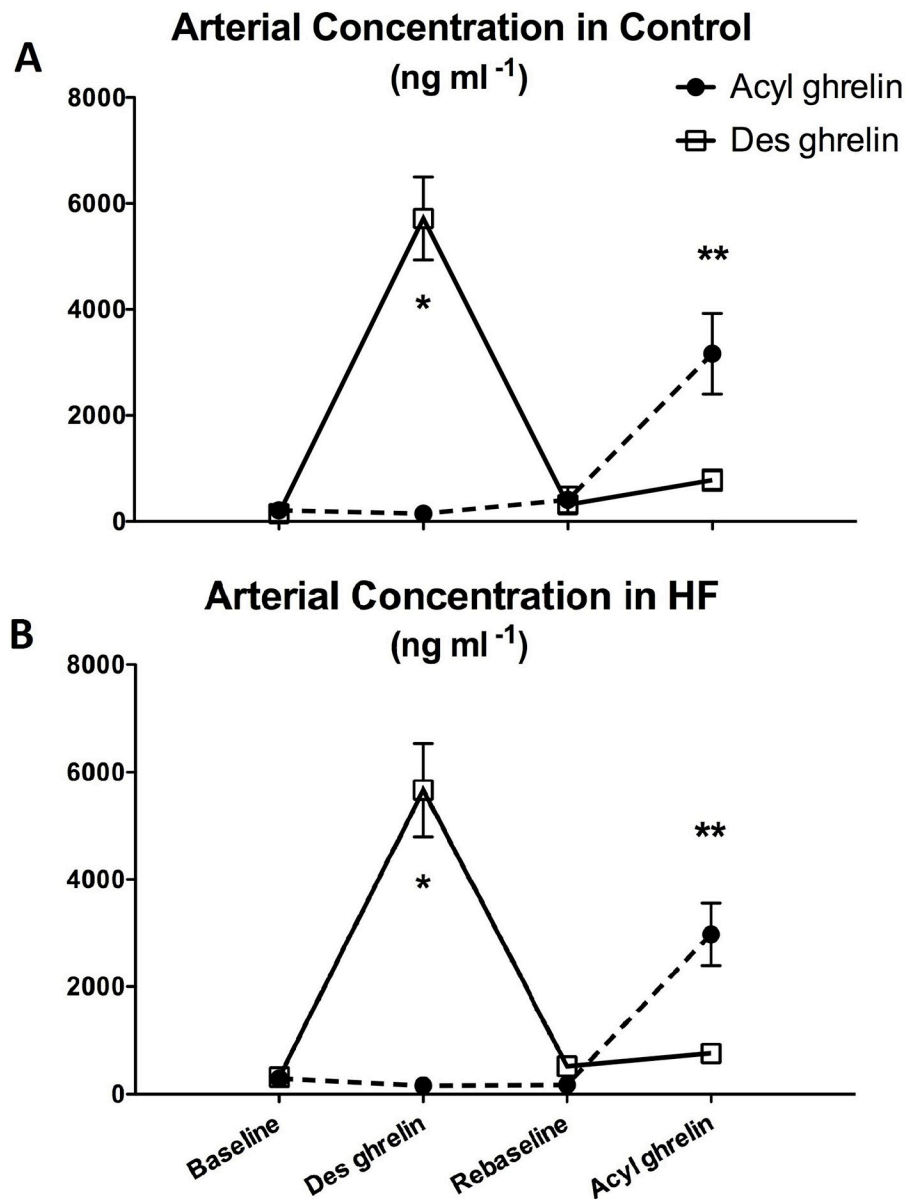 Arterial Concentration in Control
A
(ng ml -1)
8000
Acyl ghrelin
Des ghrelin
6000
**
4000
*
2000
0
Arterial Concentration in HF
B
(ng ml -1)
8000
6000
**
4000
*
2000
0
Baseline
Des ghrelin
Rebaseline
Acyl ghrelin